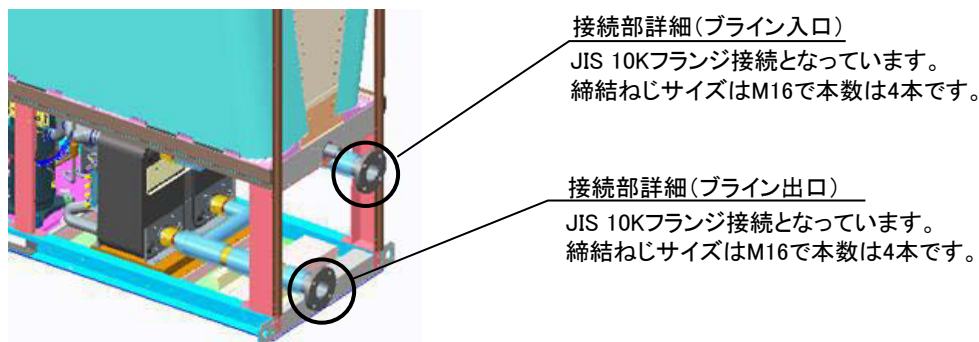 接続部詳細(ブライン入口)
JIS 10Kフランジ接続となっています。
締結ねじサイズはM16で本数は4本です。
接続部詳細(ブライン出口)
JIS 10Kフランジ接続となっています。
締結ねじサイズはM16で本数は4本です。